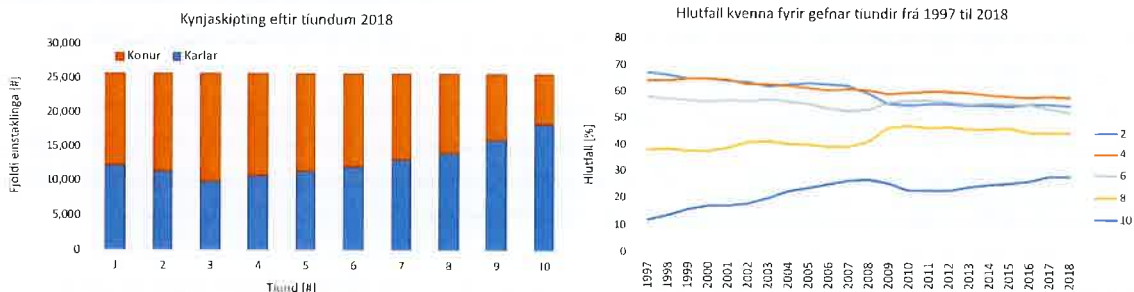 Kynjaskipting eftir tíundum 2018
30,000
25,000
20,000
15,000
10,000
5,000
0
Fjöldi einstaklinga [#]
Konur Karlar
1 2 3 4 5 6 7 8 9 10
Tíund [#]
Hlutfall kvenna fyrir gefnar tíundir frá 1997 til 2018
80
70
60
50
40
30
20
10
0
Hlutfall [%]
1997 1998 1999 2000 2001 2002 2003 2004 2005 2006 2007 2008 2009 2010 2011 2012 2013 2014 2015 2016 2017 2018
2
4
6
8
10